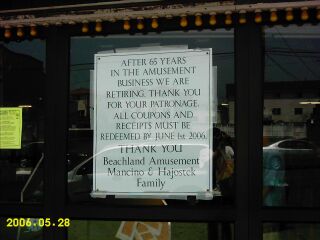 AFTER 65 YEARS
IN THE AMUSEMENT
BUSINESS WE ARE
RETIRING. THANK YOU
FOR YOUR PATRONAGE.
ALL COUPONS AND
RECEIPTS MUST BE
REDEEMED BY JUNE 1st 2006.
THANK YOU
Beachland Amusement
Mancino & Hajostek
Family
2006.05.28